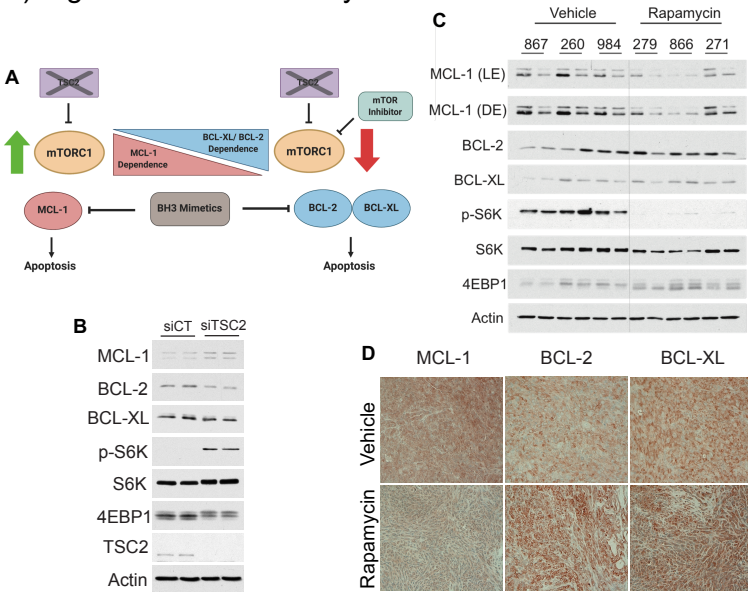 C
Vehicle Rapamycin
867 260 984 279 866 271
MCL-1 (LE)
MCL-1 (DE)
BCL-2
BCL-XL
p-S6K
S6K
4EBP1
Actin
A
TSC2
TSC2
mTOR
Inhibitor
mTORC1
MCL-1
Dependence
BCL-XL/ BCL-2
Dependence
mTORC1
MCL-1
BH3 Mimetics
BCL-2
BCL-XL
Apoptosis
Apoptosis
B
siCT siTSC2
MCL-1
BCL-2
BCL-XL
p-S6K
S6K
4EBP1
TSC2
Actin
D
MCL-1 BCL-2 BCL-XL
Vehicle
Rapamycin